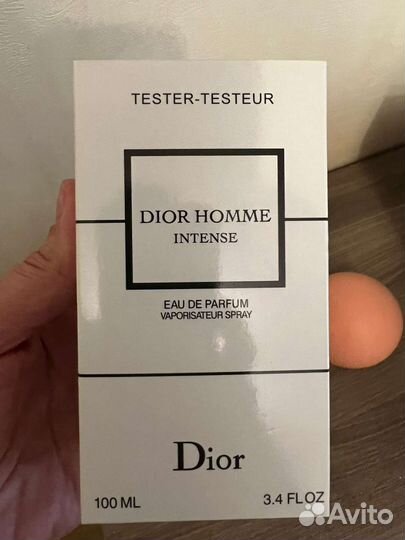 TESTER-TESTEUR
DIOR HOMME
INTENSE
EAU DE PARFUM
VAPORISATEUR SPRAY
Dior
100 ML 3.4 FL OZ
Avito